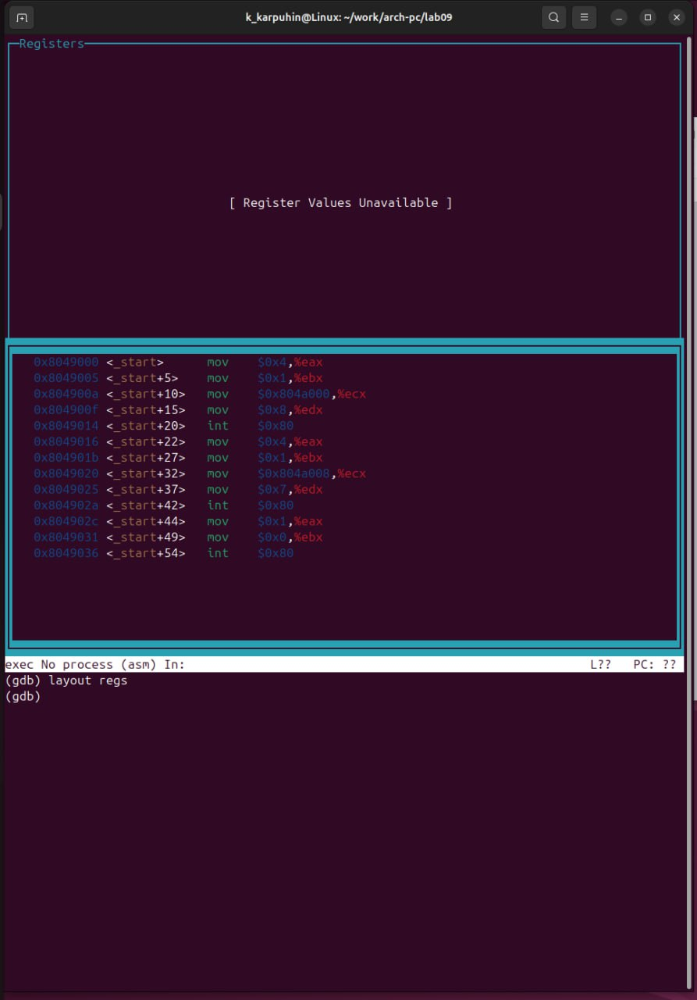 k_karpuhin@Linux: ~/work/arch-pc/lab09
Registers
[ Register Values Unavailable ]
0x8049000 <_start> mov $0x4,%eax
0x8049005 <_start+5> mov $0x1,%ebx
0x804900a <_start+10> mov $0x804a000,%ecx
0x804900f <_start+15> mov $0x8,%edx
0x8049014 <_start+20> int $0x80
0x8049016 <_start+22> mov $0x4,%eax
0x804901b <_start+27> mov $0x1,%ebx
0x8049020 <_start+32> mov $0x804a008,%ecx
0x8049025 <_start+37> mov $0x7,%edx
0x804902a <_start+42> int $0x80
0x804902c <_start+44> mov $0x1,%eax
0x8049031 <_start+49> mov $0x0,%ebx
0x8049036 <_start+54> int $0x80
exec No process (asm) In: L?? PC: ??
(gdb) layout regs
(gdb)